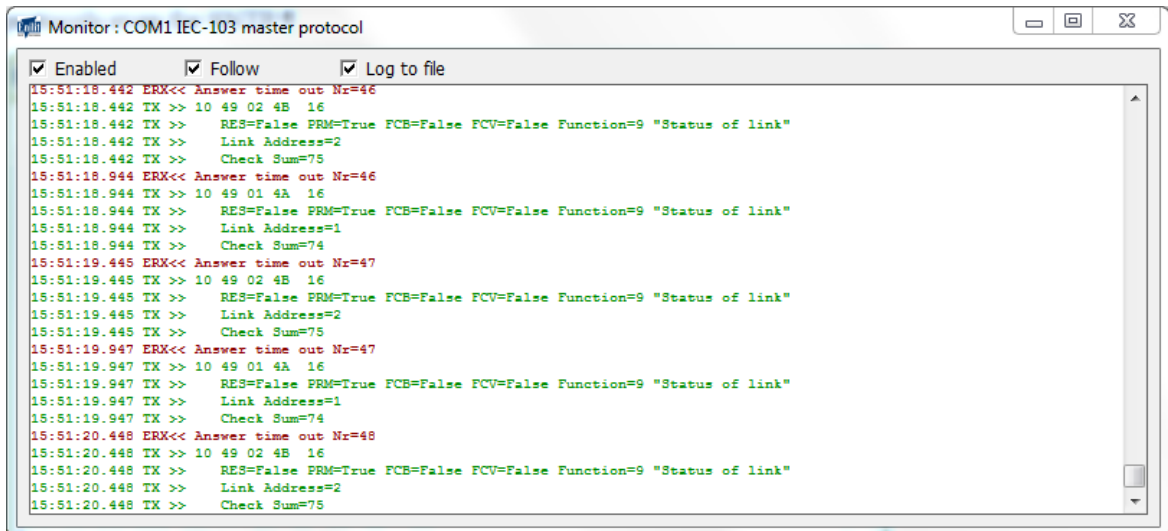 Monitor : COM1 IEC-103 master protocol
Enabled Follow Log to file
15:51:18.442 ERX<< Answer time out Nr=46
15:51:18.442 TX >> 10 49 02 4B  16
15:51:18.442 TX >>    RES=False PRM=True FCB=False FCV=False Function=9 "Status of link"
15:51:18.442 TX >>    Link Address=2
15:51:18.442 TX >>    Check Sum=75
15:51:18.944 ERX<< Answer time out Nr=46
15:51:18.944 TX >> 10 49 01 4A  16
15:51:18.944 TX >>    RES=False PRM=True FCB=False FCV=False Function=9 "Status of link"
15:51:18.944 TX >>    Link Address=1
15:51:18.944 TX >>    Check Sum=74
15:51:19.445 ERX<< Answer time out Nr=47
15:51:19.445 TX >> 10 49 02 4B  16
15:51:19.445 TX >>    RES=False PRM=True FCB=False FCV=False Function=9 "Status of link"
15:51:19.445 TX >>    Link Address=2
15:51:19.445 TX >>    Check Sum=75
15:51:19.947 ERX<< Answer time out Nr=47
15:51:19.947 TX >> 10 49 01 4A  16
15:51:19.947 TX >>    RES=False PRM=True FCB=False FCV=False Function=9 "Status of link"
15:51:19.947 TX >>    Link Address=1
15:51:19.947 TX >>    Check Sum=74
15:51:20.448 ERX<< Answer time out Nr=48
15:51:20.448 TX >> 10 49 02 4B  16
15:51:20.448 TX >>    RES=False PRM=True FCB=False FCV=False Function=9 "Status of link"
15:51:20.448 TX >>    Link Address=2
15:51:20.448 TX >>    Check Sum=75